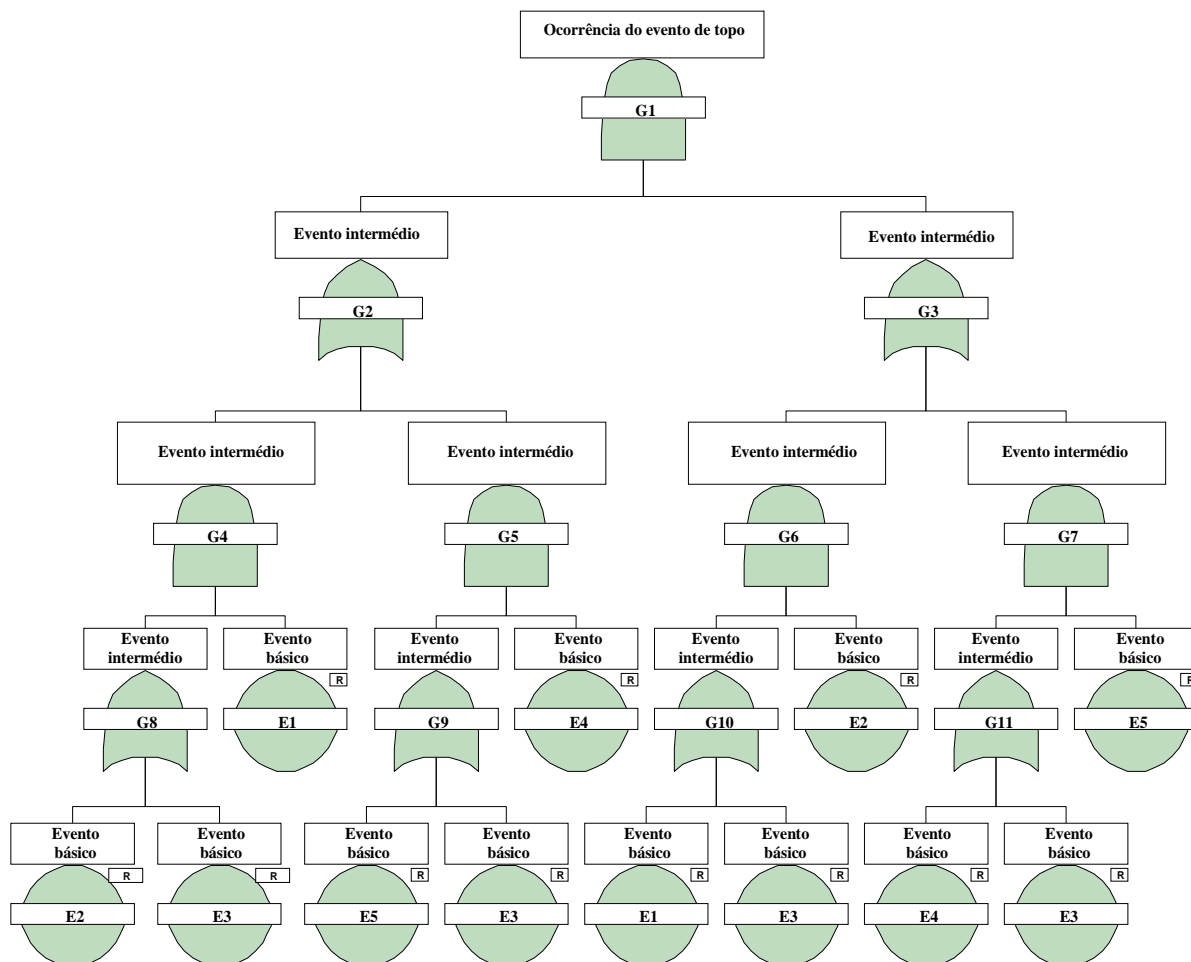 Ocorrência do evento de topo
G1
Evento intermédio
Evento intermédio
G2
G3
Evento intermédio
Evento intermédio
Evento intermédio
Evento intermédio
G4
G5
G6
G7
Evento
intermédio
Evento
básico
Evento
intermédio
Evento
básico
Evento
intermédio
Evento
básico
Evento
intermédio
Evento
básico
R
R
R
R
G8
E1
G9
E4
G10
E2
G11
E5
Evento
básico
Evento
básico
Evento
básico
Evento
básico
Evento
básico
Evento
básico
Evento
básico
Evento
básico
R
R
R
R
R
R
R
R
E2
E3
E5
E3
E1
E3
E4
E3